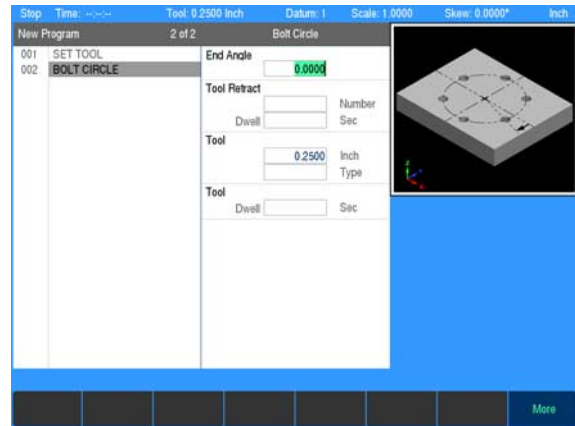 Stop Time: --:--:-- Tool: 0.2500 Inch Datum: 1 Scale: 1.0000 Skew: 0.0000° Inch
New Program 2 of 2 Bolt Circle
001 SET TOOL
002 BOLT CIRCLE
End Angle
0.0000
Tool Retract
Number
Dwell Sec
Tool
0.2500 Inch
Type
Tool
Dwell Sec
More